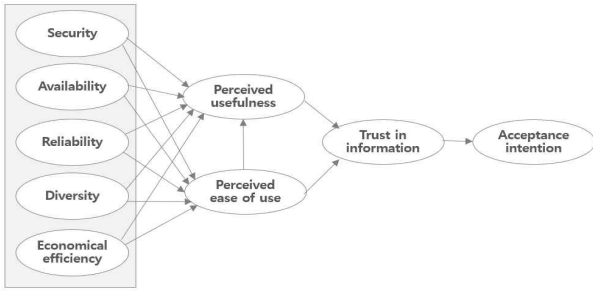 Security
Availability
Reliability
Diversity
Economical
efficiency
Perceived
usefulness
Perceived
ease of use
Trust in
information
Acceptance
intention